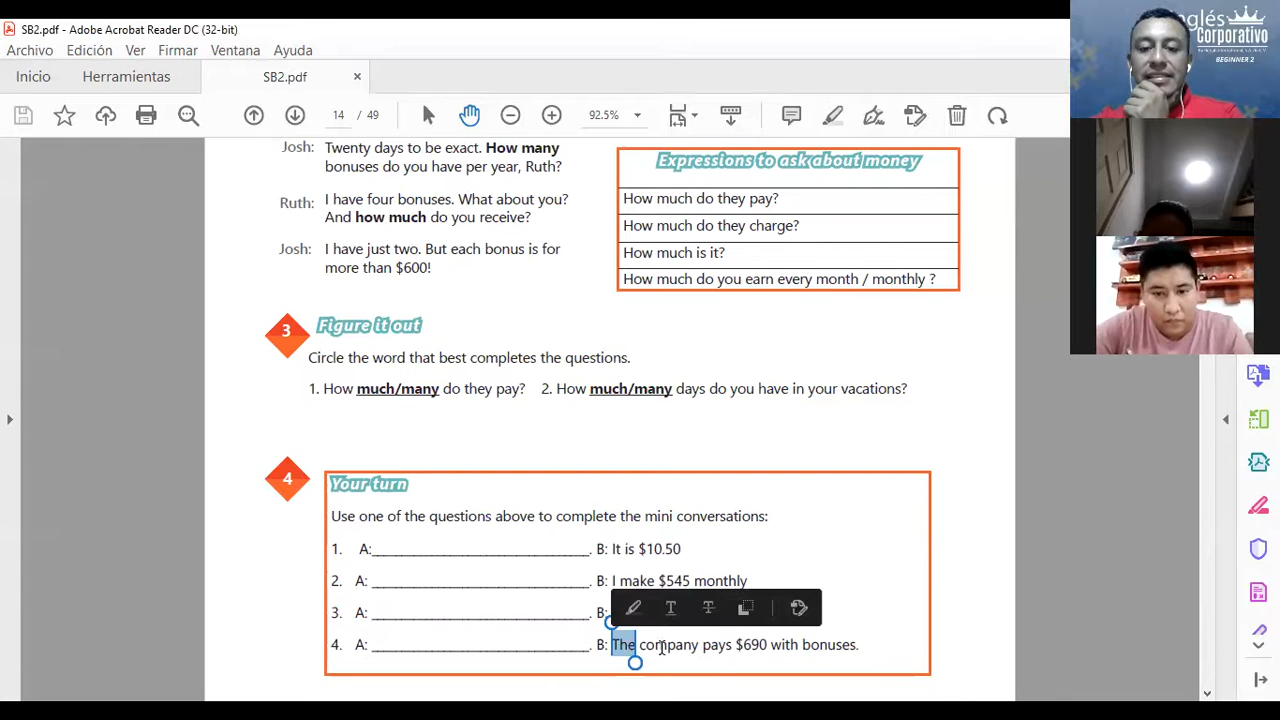 SB2.pdf - Adobe Acrobat Reader DC (32-bit)
Archivo Edición Ver Firmar Ventana Ayuda
Inicio Herramientas SB2.pdf ×
14 / 49 92.5%
Josh: Twenty days to be exact. How many
bonuses do you have per year, Ruth?
Ruth: I have four bonuses. What about you?
And how much do you receive?
Josh: I have just two. But each bonus is for
more than $600!
Expressions to ask about money
How much do they pay?
How much do they charge?
How much is it?
How much do you earn every month / monthly ?
3 Figure it out
Circle the word that best completes the questions.
1. How much/many do they pay? 2. How much/many days do you have in your vacations?
4 Your turn
Use one of the questions above to complete the mini conversations:
1. A:____________________________. B: It is $10.50
2. A: ____________________________. B: I make $545 monthly
3. A: ____________________________. B:
4. A: ____________________________. B: The company pays $690 with bonuses.
nglés
Corporativo
BEGINNER 2